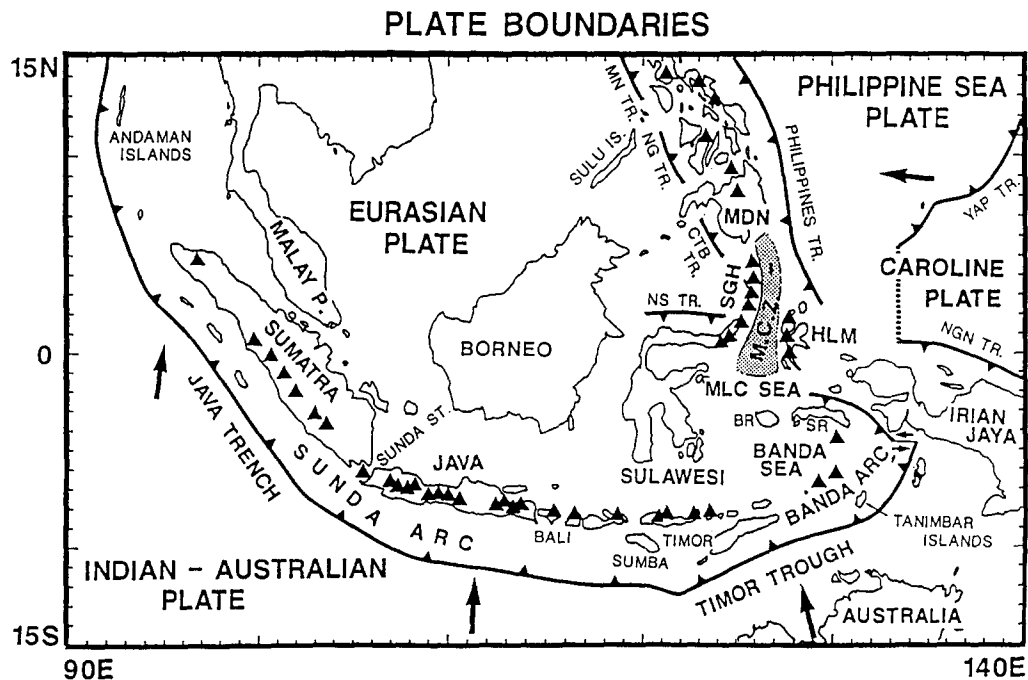 PLATE BOUNDARIES
15N
MN TR.
PHILIPPINE SEA
PLATE
ANDAMAN
ISLANDS
SULU IS.
NG TR.
PHILIPPINES TR.
YAP TR.
EURASIAN
PLATE
MDN
MALAY P.
CTB
TR.
CAROLINE
PLATE
SGH
NS TR.
M.C.Z.
HLM
NGN TR.
0
SUMATRA
BORNEO
MLC SEA
IRIAN
JAYA
JAVA TRENCH
SUNDA ST.
BR
SR
JAVA
SULAWESI
BANDA
SEA
BANDA ARC
SUNDA ARC
BALI
TIMOR
SUMBA
TANIMBAR
ISLANDS
INDIAN - AUSTRALIAN
PLATE
TIMOR TROUGH
AUSTRALIA
15S
90E
140E